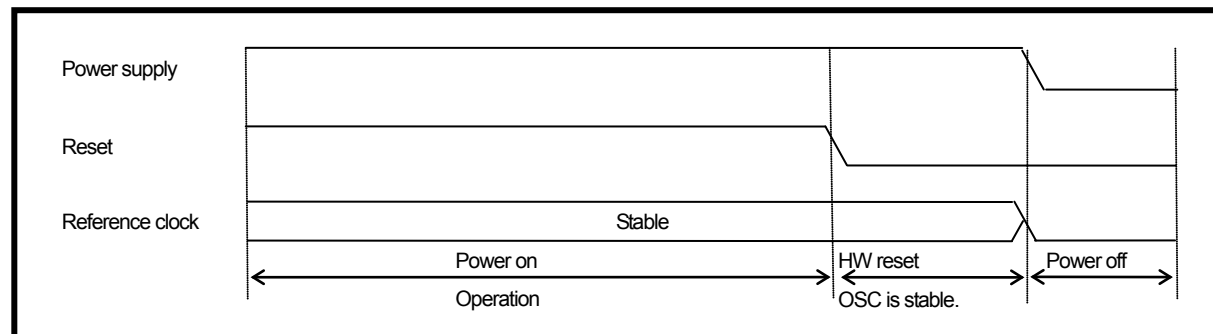 Power supply
Reset
Reference clock
Stable
Power on
HW reset
Power off
Operation
OSC is stable.